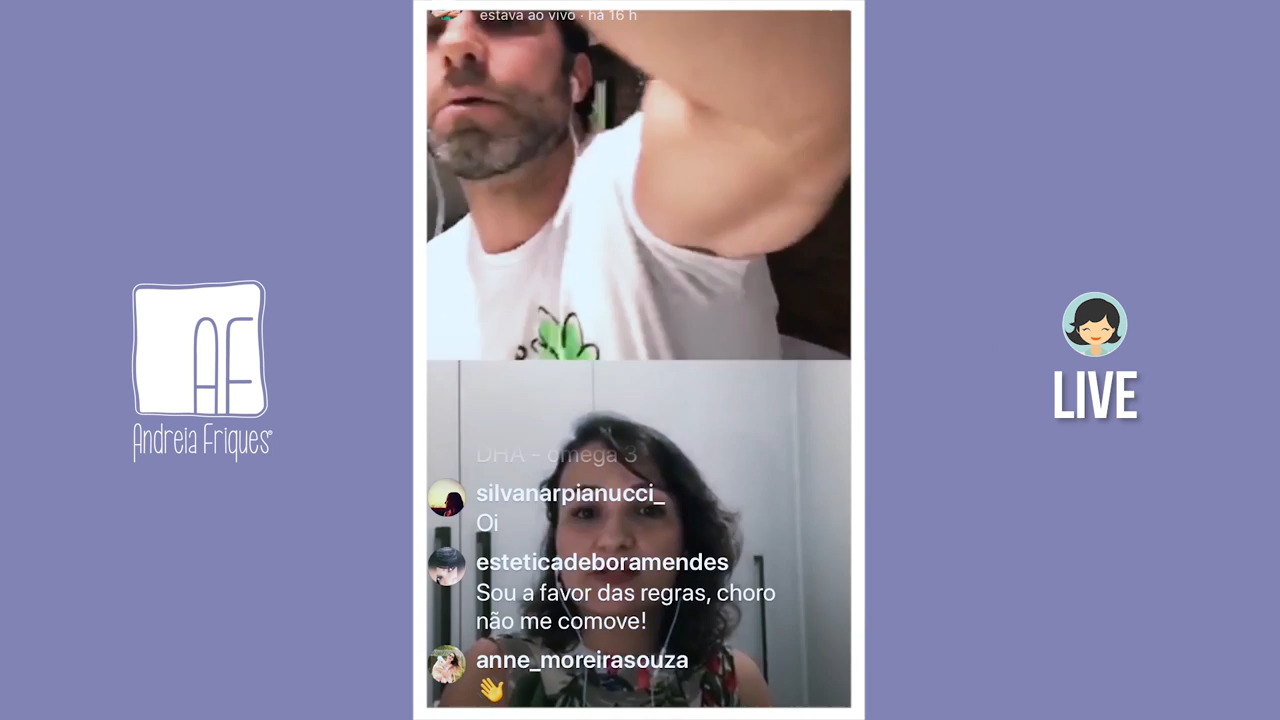 estava ao vivo · há 16 h
DHA - omega 3
silvanarpianucci_
Oi
esteticadeboramendes
Sou a favor das regras, choro
não me comove!
anne_moreirasouza
👋
AF
Andreia Friques®
LIVE